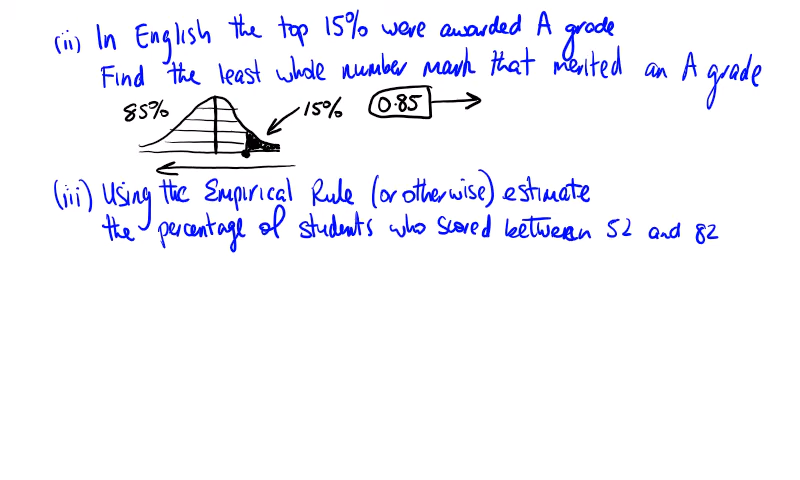 (ii) In English the top 15% were awarded A grade
Find the least whole number mark that merited an A grade
85% 15% 0.85
(iii) Using the Empirical Rule (or otherwise) estimate
the percentage of students who scored between 52 and 82